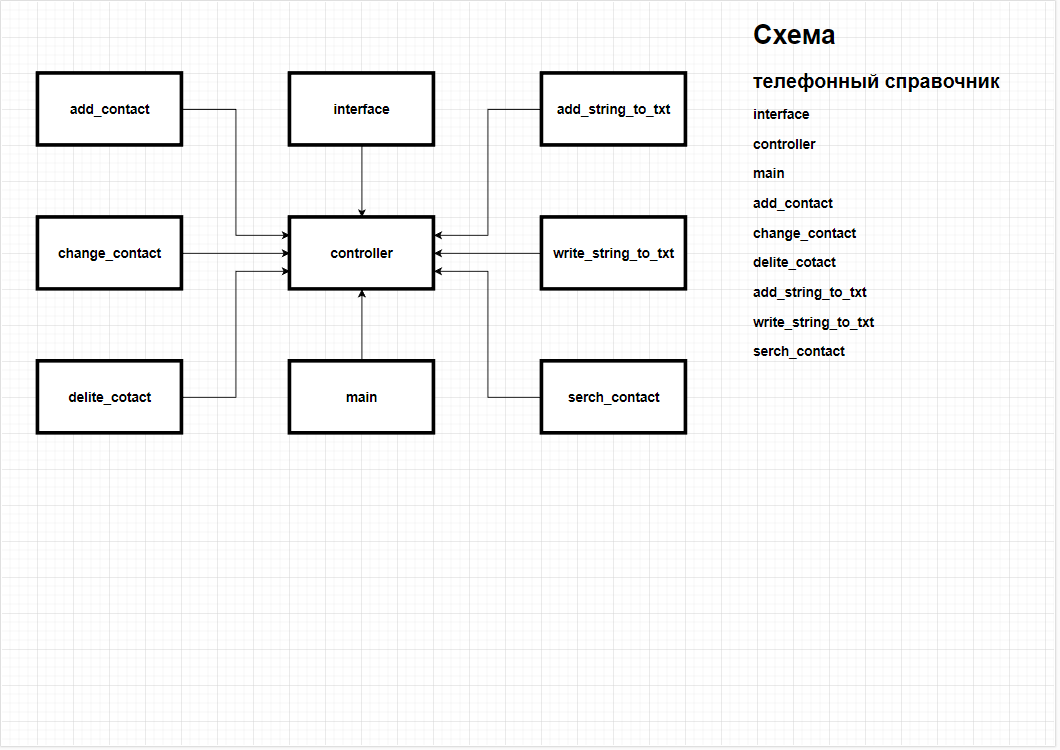 Схема
телефонный справочник
interface
controller
main
add_contact
change_contact
delite_cotact
add_string_to_txt
write_string_to_txt
serch_contact
add_contact
interface
add_string_to_txt
change_contact
controller
write_string_to_txt
delite_cotact
main
serch_contact